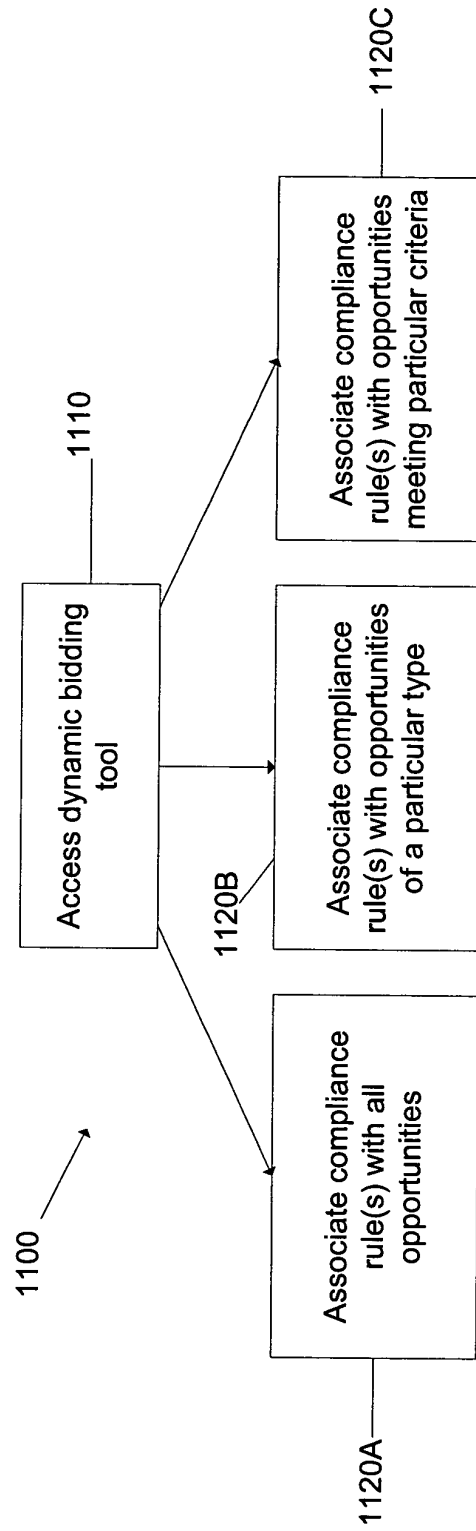 1100
Access dynamic bidding
tool
1110
1120A
Associate compliance
rule(s) with all
opportunities
1120B
Associate compliance
rule(s) with opportunities
of a particular type
Associate compliance
rule(s) with opportunities
meeting particular criteria
1120C